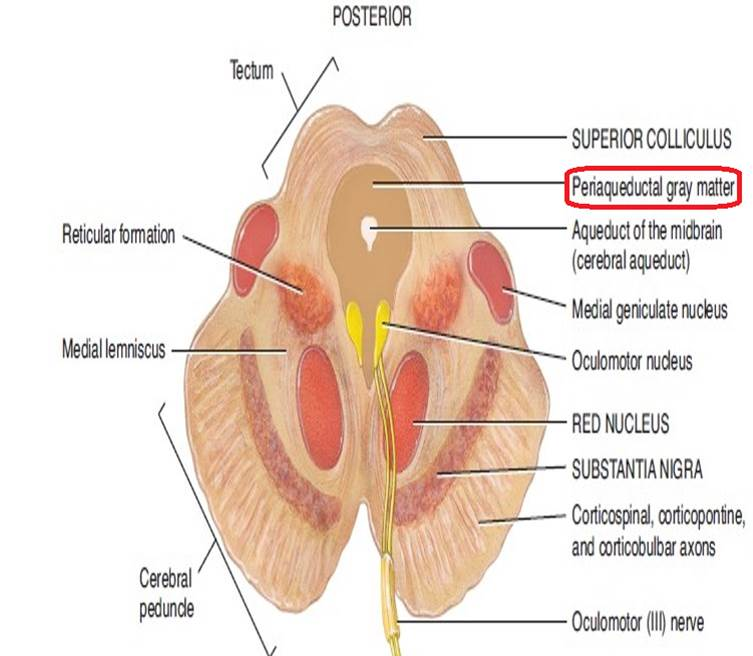 POSTERIOR
Tectum
SUPERIOR COLLICULUS
Periaqueductal gray matter
Reticular formation
Aqueduct of the midbrain
(cerebral aqueduct)
Medial geniculate nucleus
Medial lemniscus
Oculomotor nucleus
RED NUCLEUS
SUBSTANTIA NIGRA
Corticospinal, corticopontine,
and corticobulbar axons
Cerebral
peduncle
Oculomotor (III) nerve